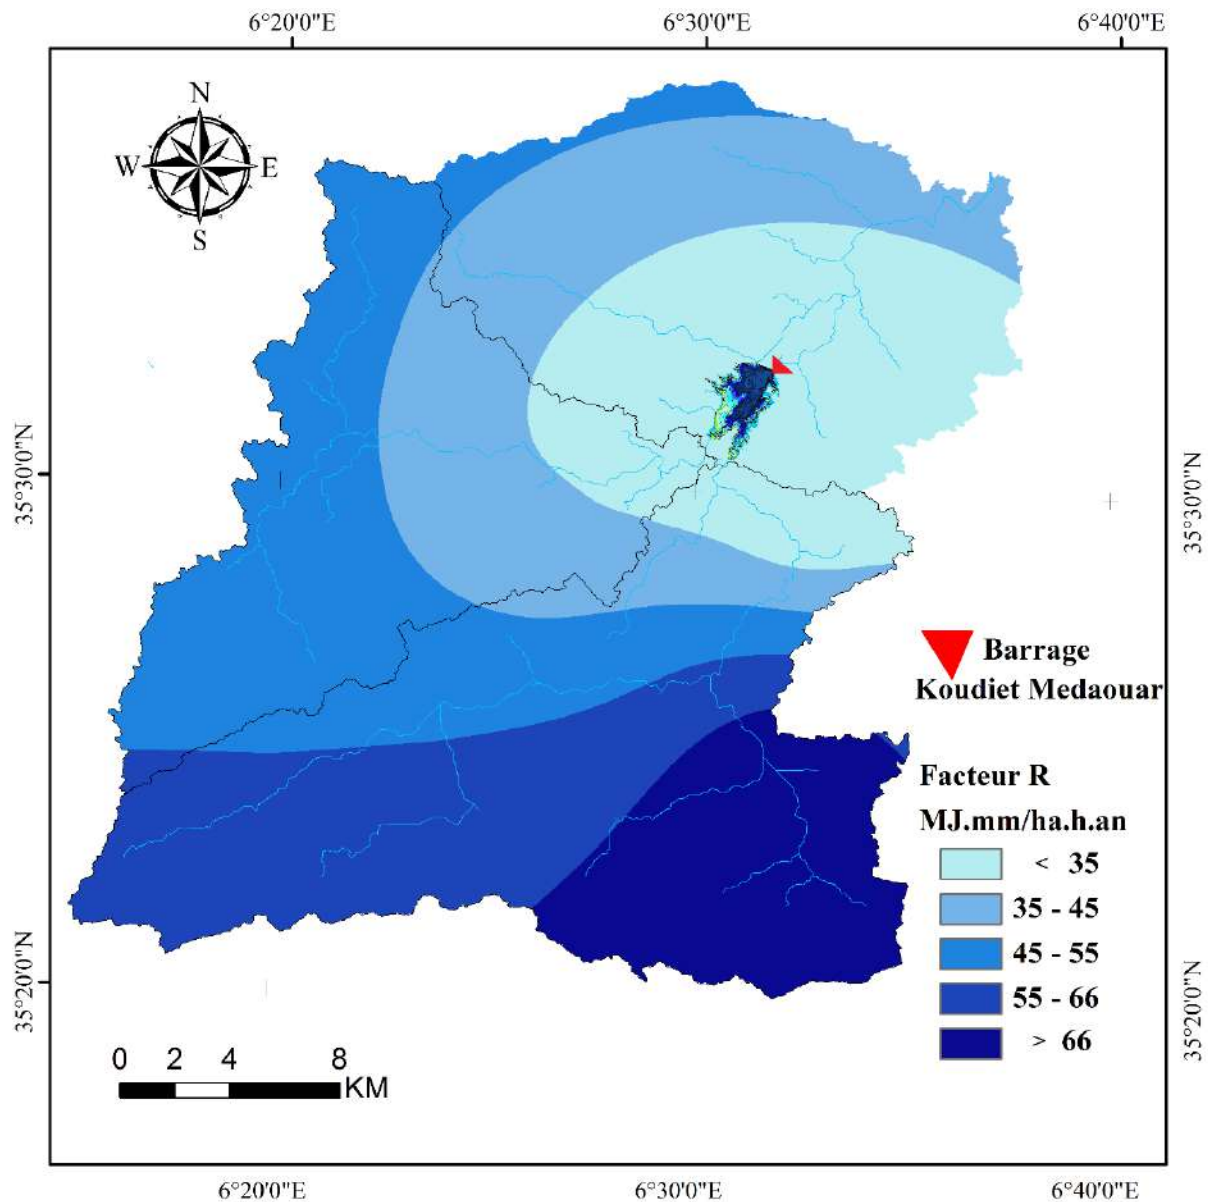 6°20'0"E
6°30'0"E
6°40'0"E
N
W
E
S
35°30'0"N
35°30'0"N
Barrage
Koudiet Medaouar
Facteur R
MJ.mm/ha.h.an
< 35
35 - 45
45 - 55
55 - 66
> 66
35°20'0"N
35°20'0"N
0 2 4 8
KM
6°20'0"E
6°30'0"E
6°40'0"E